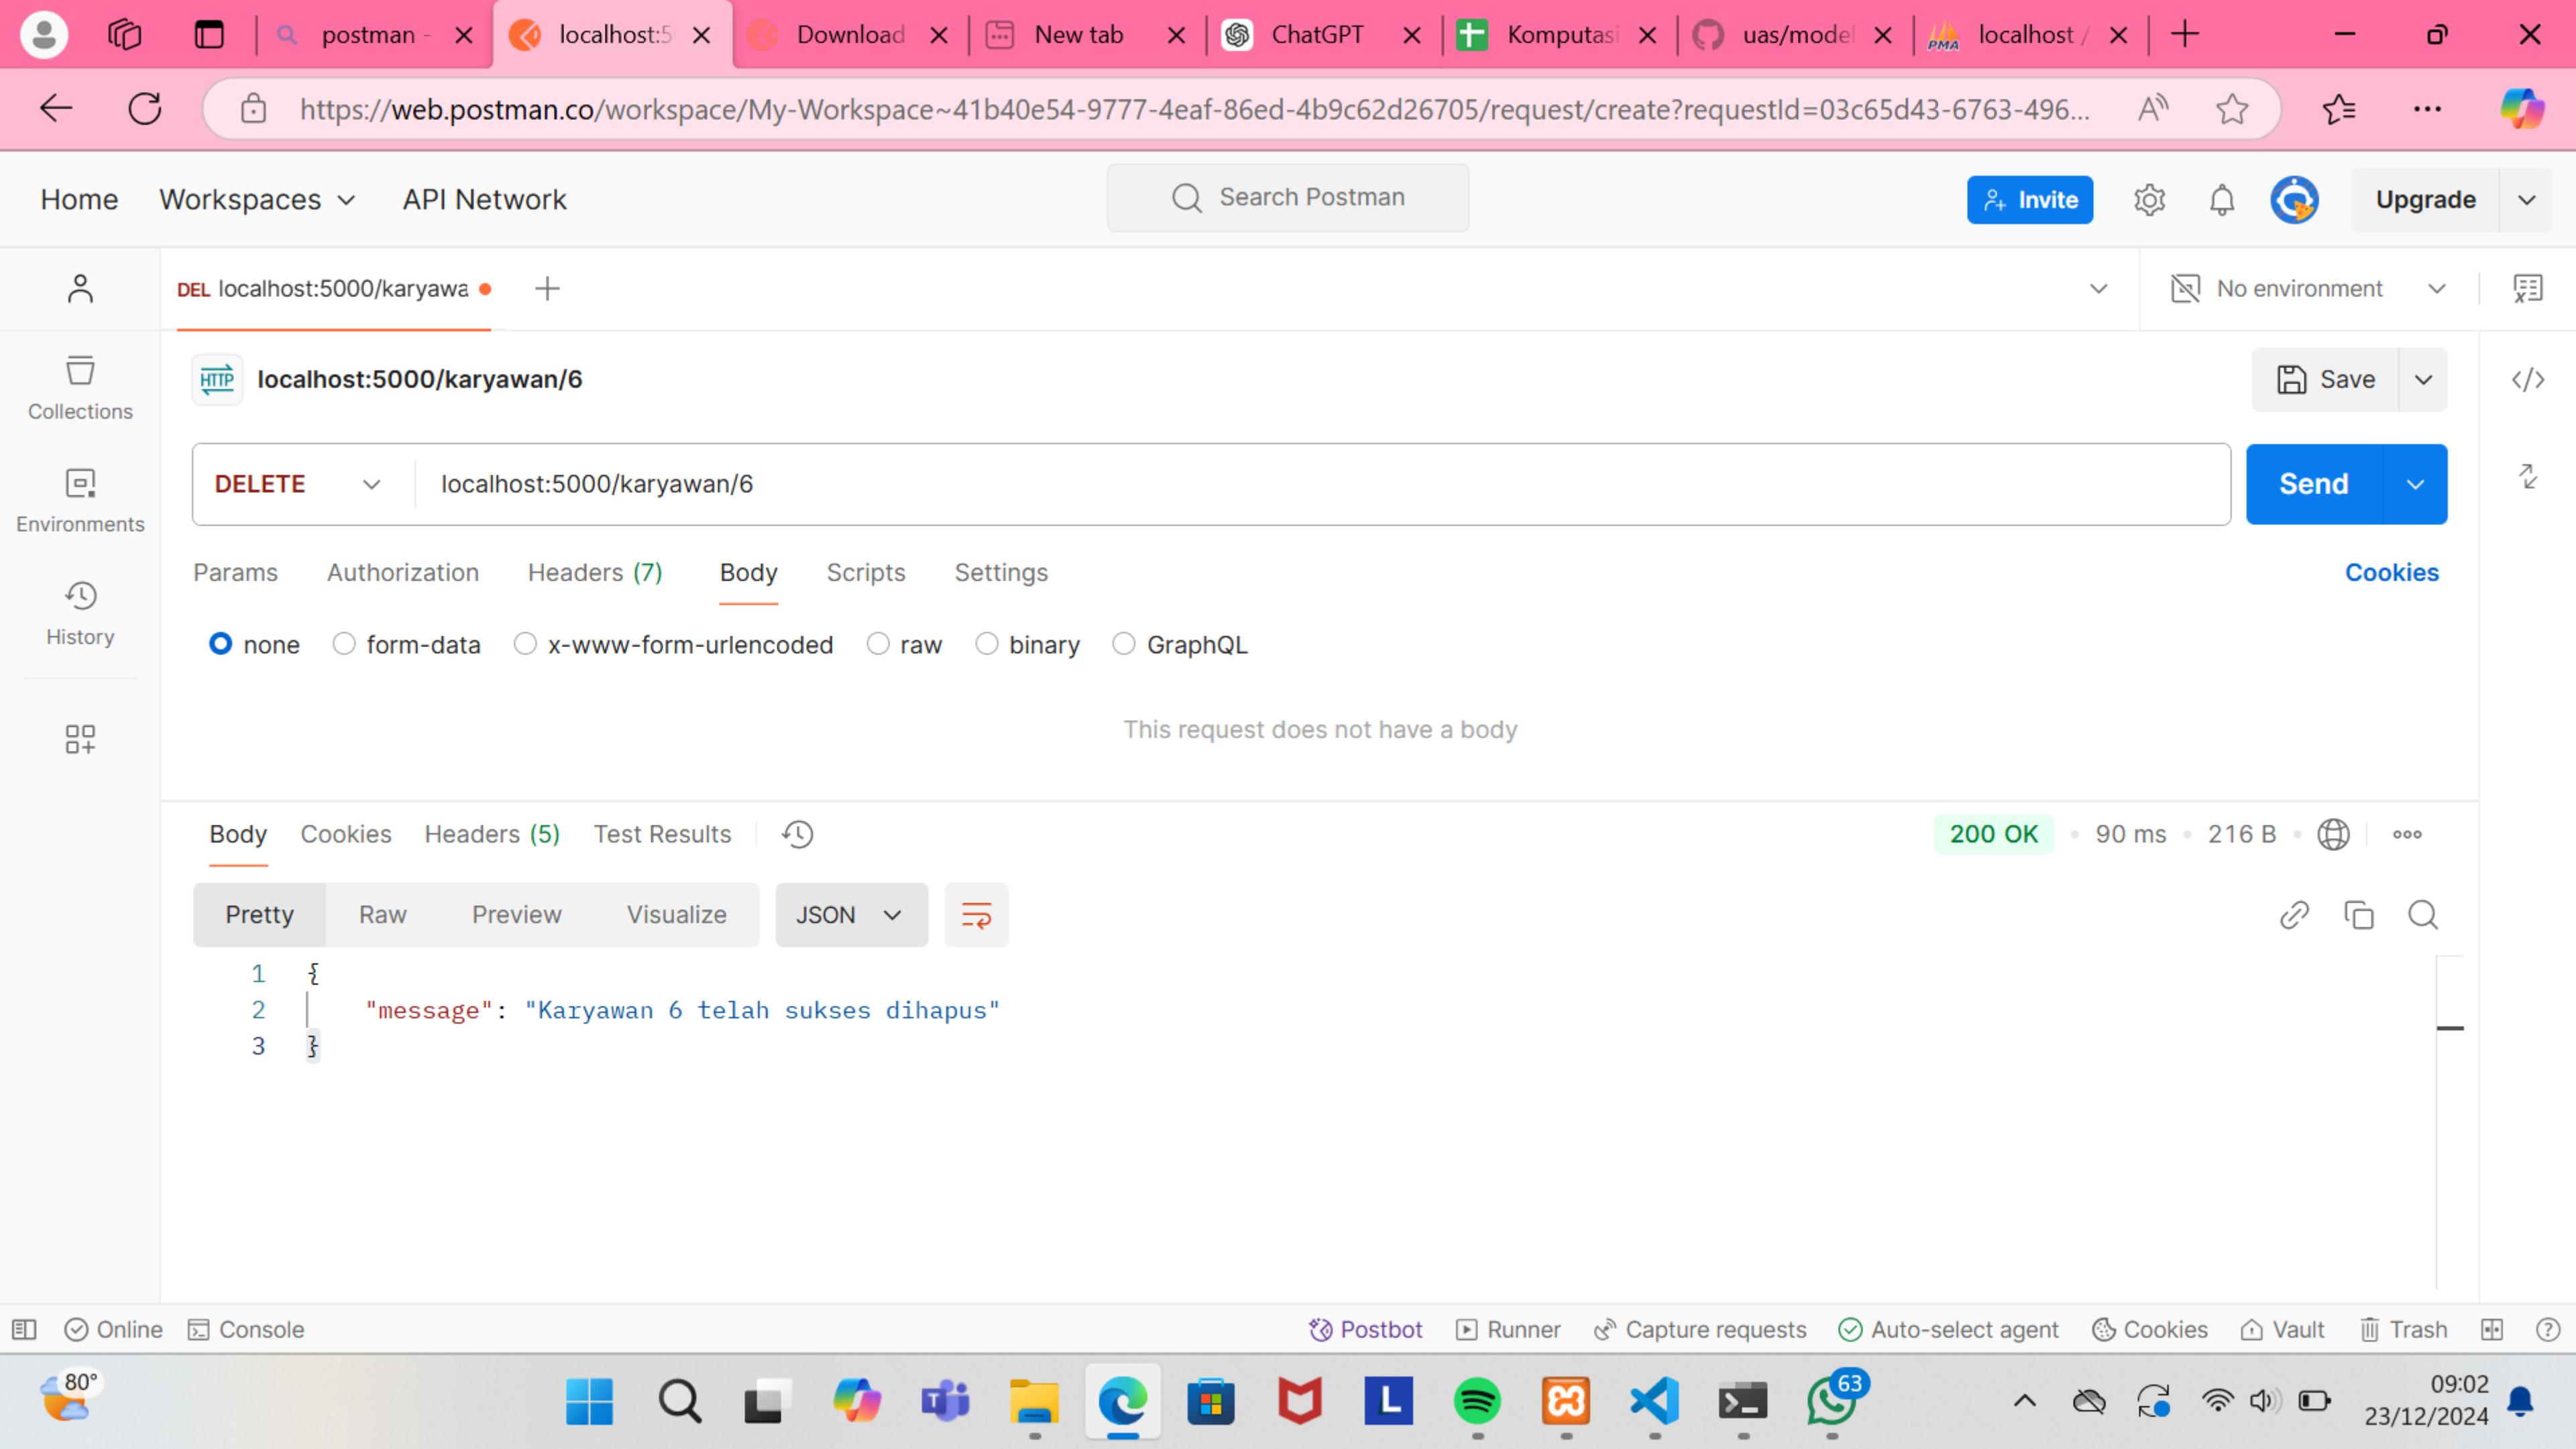 postman -
localhost:5
Download
New tab
ChatGPT
Komputasi
uas/model
PMA
localhost /
https://web.postman.co/workspace/My-Workspace~41b40e54-9777-4eaf-86ed-4b9c62d26705/request/create?requestId=03c65d43-6763-496...
Home
Workspaces
API Network
Search Postman
Invite
Upgrade
DEL localhost:5000/karyawa
No environment
Collections
Environments
History
HTTP
localhost:5000/karyawan/6
Save
DELETE
localhost:5000/karyawan/6
Send
Params
Authorization
Headers (7)
Body
Scripts
Settings
Cookies
none
form-data
x-www-form-urlencoded
raw
binary
GraphQL
This request does not have a body
Body
Cookies
Headers (5)
Test Results
200 OK
90 ms
216 B
Pretty
Raw
Preview
Visualize
JSON
1 {
2 "message": "Karyawan 6 telah sukses dihapus"
3 }
Online
Console
Postbot
Runner
Capture requests
Auto-select agent
Cookies
Vault
Trash
80°
63
09:02
23/12/2024